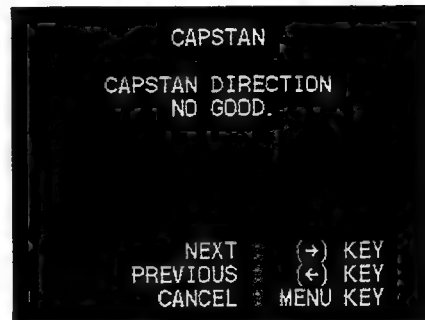 CAPSTAN
CAPSTAN DIRECTION
NO GOOD.
NEXT : (→) KEY
PREVIOUS : (←) KEY
CANCEL : MENU KEY